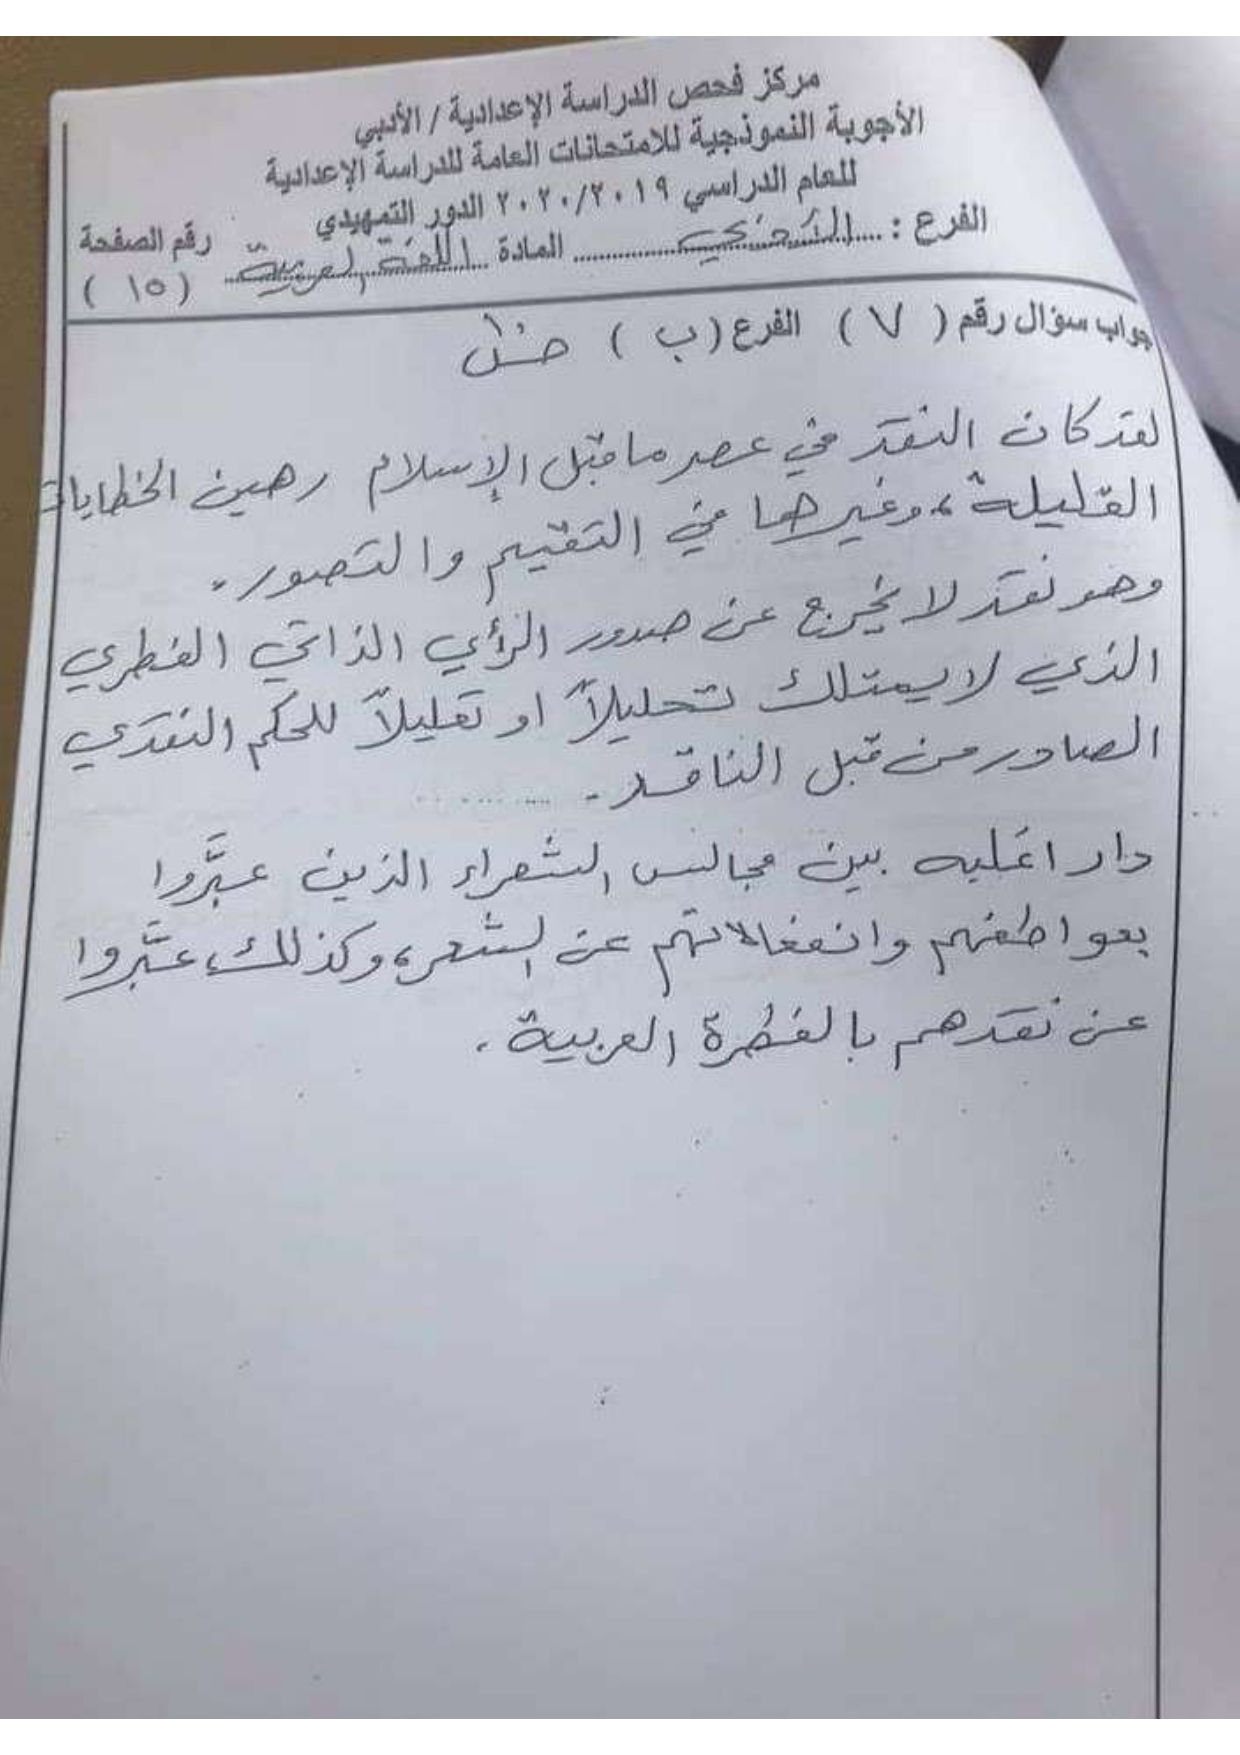 مركز فحص الدراسة الإعدادية / الأدبي
الأجوبة النموذجية للامتحانات العامة للدراسة الإعدادية
للعام الدراسي ٢٠٢٠/٢٠١٩ الدور التمهيدي
الفرع : المادة اللغة العربية رقم الصفحة
( ١٥ )
جواب سؤال رقم ( ٧ ) الفرع ( ب )
لقد كان النقد في عصر ما قبل الإسلام رهين الخطابات
القليلة، وغيرها في التقييم والتصور.
وهو نقد لا يخرج عن صدور الرأي الذاتي الفطري
الذي لا يمتلك تحليلاً او تعليلاً للحكم النقدي
الصادر من قبل الناقد.
دار اغلبه بين مجالس الشعراء الذين عبَّروا
بعواطفهم وانفعالاتهم عن الشعر، وكذلك، عبَّروا
عن نقدهم بالفطرة العربية.